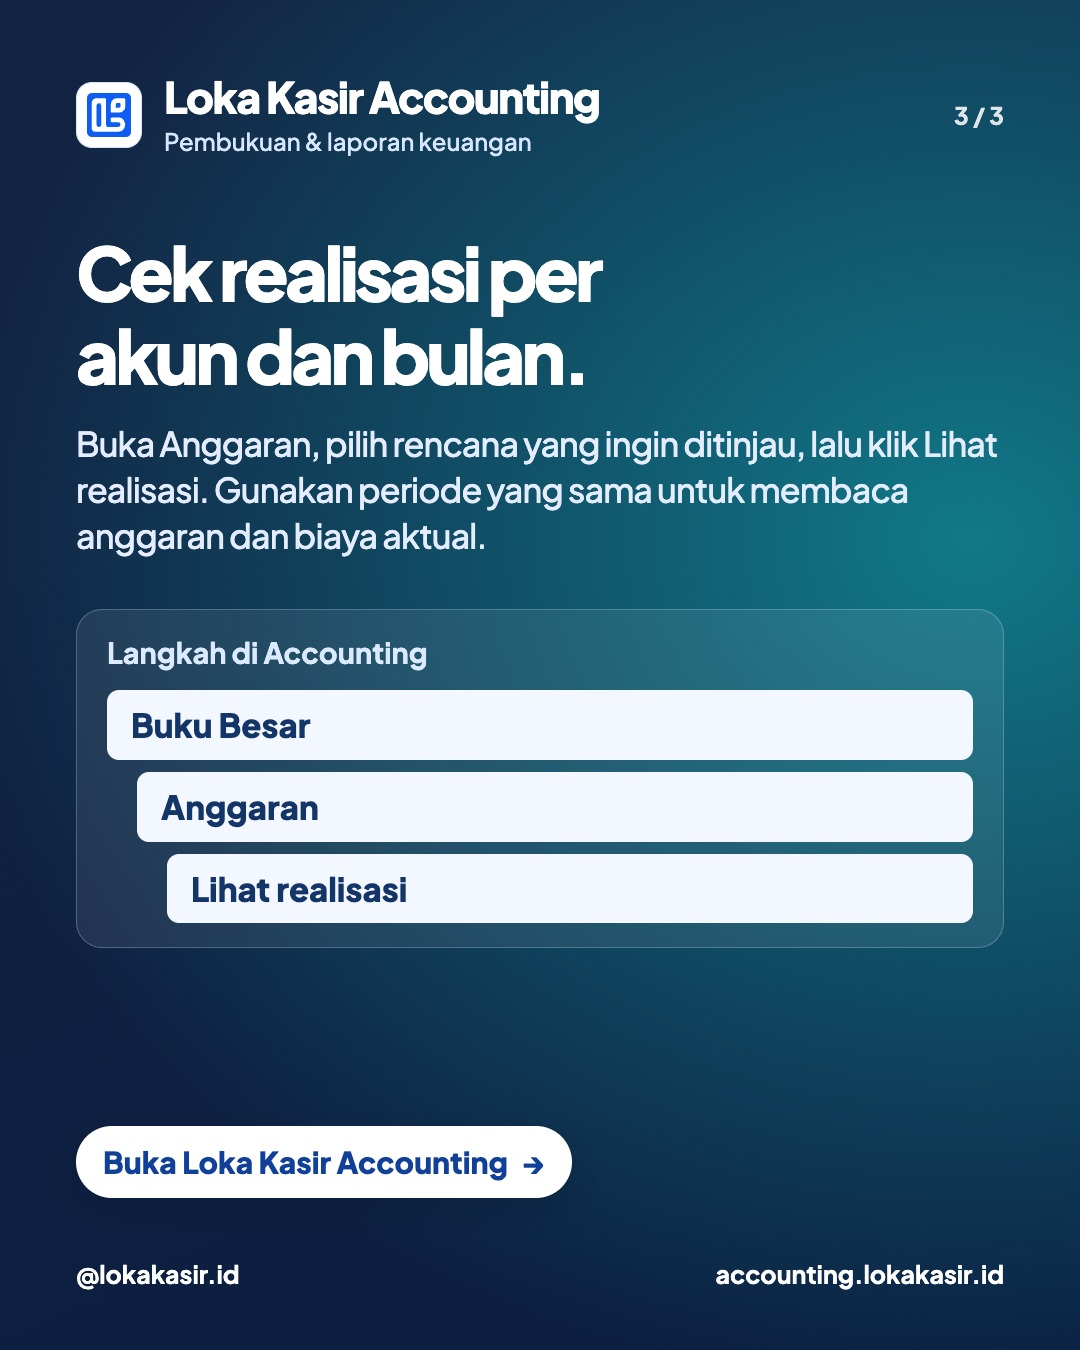 Loka Kasir Accounting
Pembukuan & laporan keuangan
3 / 3
Cek realisasi per
akun dan bulan.
Buka Anggaran, pilih rencana yang ingin ditinjau, lalu klik Lihat
realisasi. Gunakan periode yang sama untuk membaca
anggaran dan biaya aktual.
Langkah di Accounting
Buku Besar
Anggaran
Lihat realisasi
Buka Loka Kasir Accounting →
@lokakasir.id
accounting.lokakasir.id